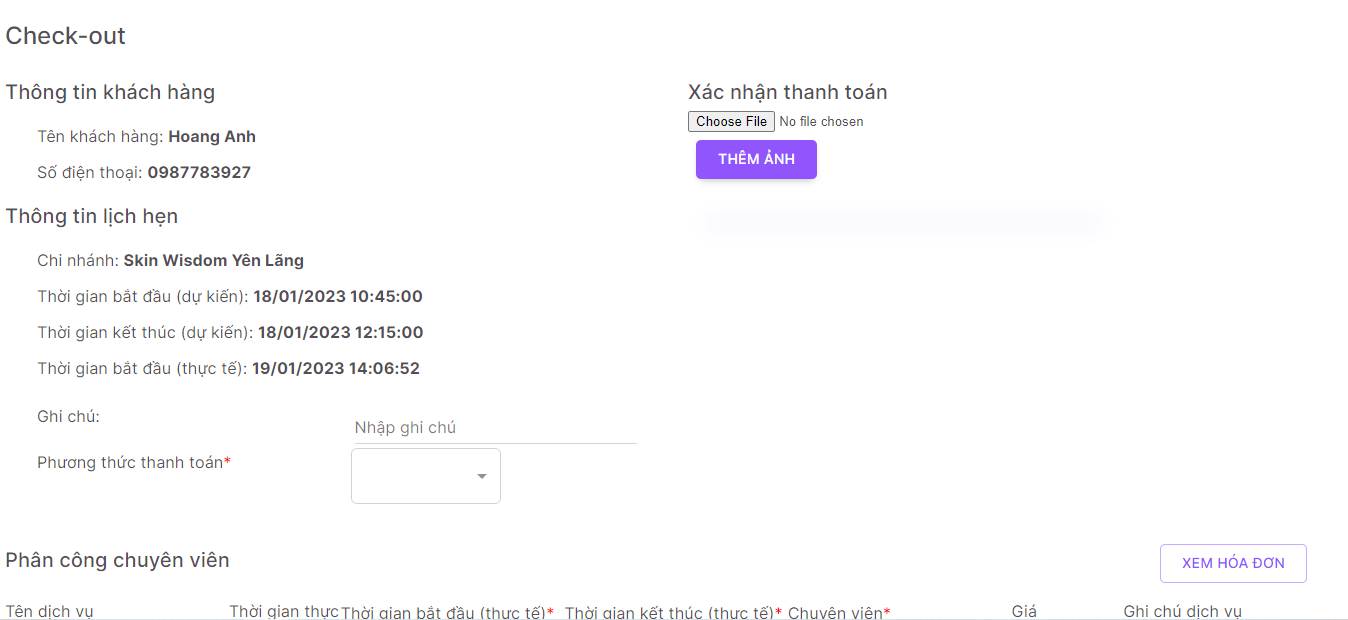 Check-out
Thông tin khách hàng
Tên khách hàng: Hoang Anh
Số điện thoại: 0987783927
Xác nhận thanh toán
Choose File No file chosen
THÊM ẢNH
Thông tin lịch hẹn
Chi nhánh: Skin Wisdom Yên Lãng
Thời gian bắt đầu (dự kiến): 18/01/2023 10:45:00
Thời gian kết thúc (dự kiến): 18/01/2023 12:15:00
Thời gian bắt đầu (thực tế): 19/01/2023 14:06:52
Ghi chú:
Nhập ghi chú
Phương thức thanh toán*
Phân công chuyên viên
XEM HÓA ĐƠN
Tên dịch vụ Thời gian thực Thời gian bắt đầu (thực tế)* Thời gian kết thúc (thực tế)* Chuyên viên* Giá Ghi chú dịch vụ